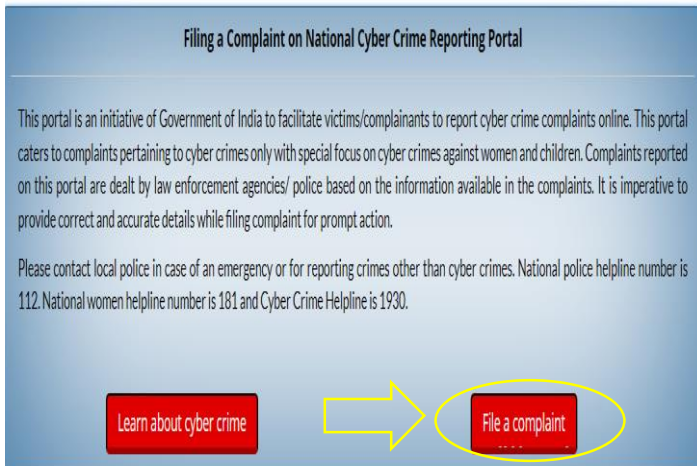 Filing a Complaint on National Cyber Crime Reporting Portal
This portal is an initiative of Government of India to facilitate victims/complainants to report cyber crime complaints online. This portal
caters to complaints pertaining to cyber crimes only with special focus on cyber crimes against women and children. Complaints reported
on this portal are dealt by law enforcement agencies/ police based on the information available in the complaints. It is imperative to
provide correct and accurate details while filing complaint for prompt action.
Please contact local police in case of an emergency or for reporting crimes other than cyber crimes. National police helpline number is
112. National women helpline number is 181 and Cyber Crime Helpline is 1930.
Learn about cyber crime
File a complaint